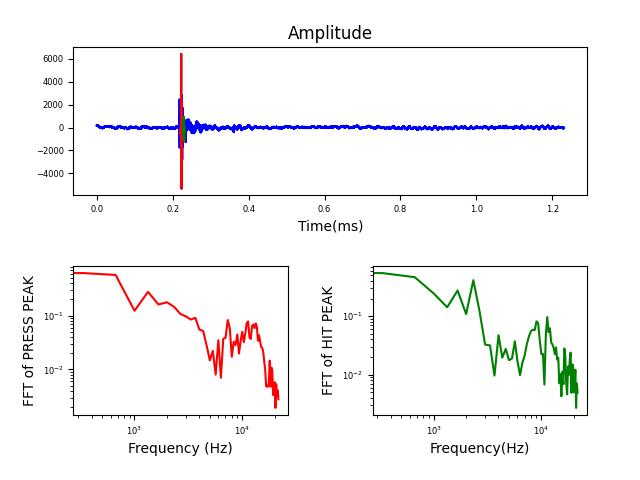 Amplitude
6000
4000
2000
0
−2000
−4000
0.0 0.2 0.4 0.6 0.8 1.0 1.2
Time(ms)
FFT of PRESS PEAK
10⁻¹
10⁻²
10³ 10⁴
Frequency (Hz)
FFT of HIT PEAK
10⁻¹
10⁻²
10³ 10⁴
Frequency(Hz)